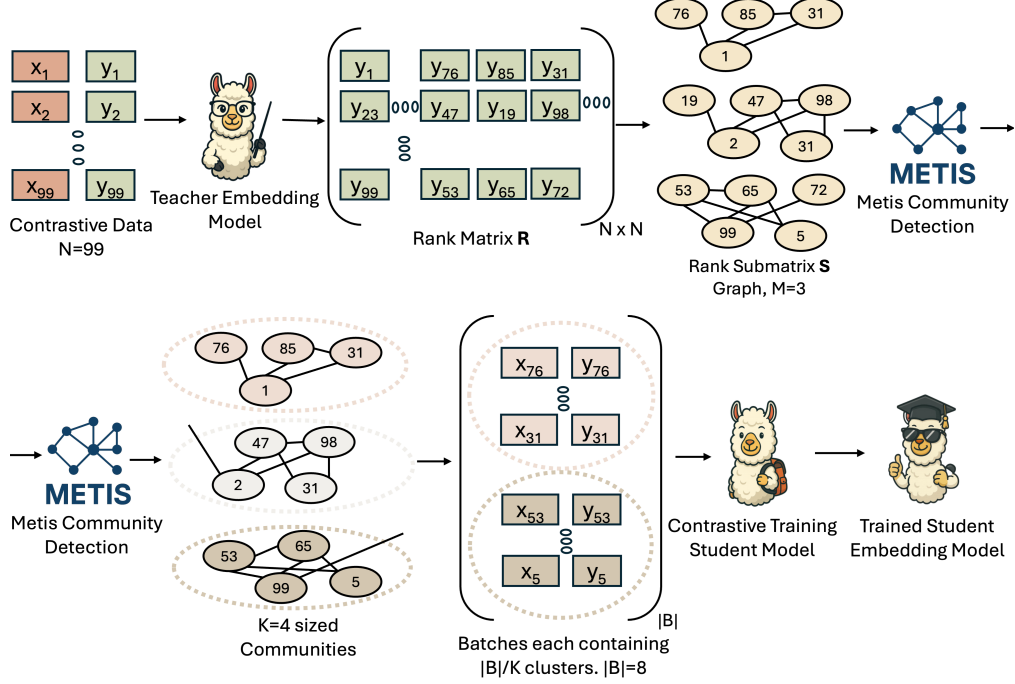 x1 y1
x2 y2
x99 y99
Contrastive Data
N=99
Teacher Embedding
Model
y1 y76 y85 y31
y23 y47 y19 y98
y99 y53 y65 y72
N x N
Rank Matrix R
76 85 31
1
19 47 98
2 31
53 65 72
99 5
Rank Submatrix S
Graph, M=3
METIS
Metis Community
Detection
METIS
Metis Community
Detection
76 85 31
1
47 98
2 31
53 65
99 5
K=4 sized
Communities
x76 y76
x31 y31
x53 y53
x5 y5
|B|
Batches each containing
|B|/K clusters. |B|=8
Contrastive Training
Student Model
Trained Student
Embedding Model